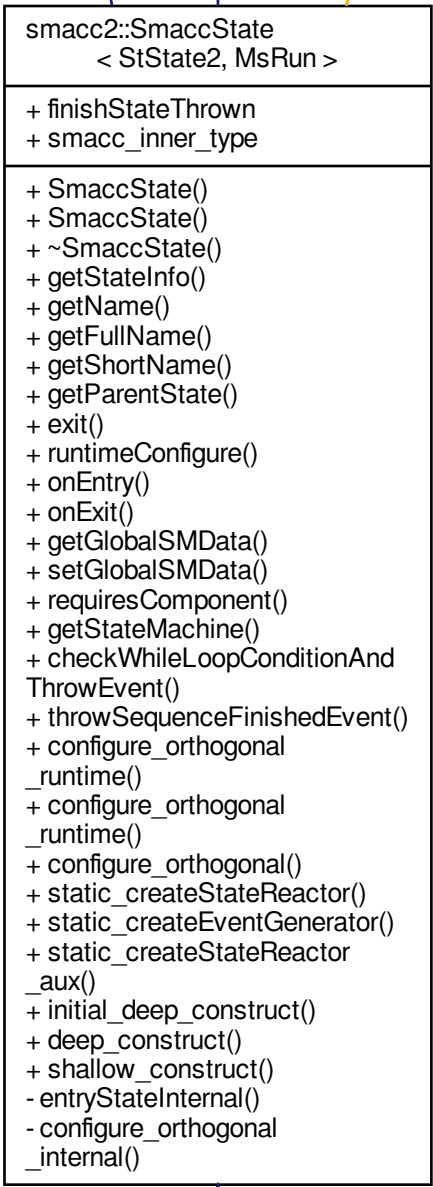 smacc2::SmaccState
< StState2, MsRun >
+ finishStateThrown
+ smacc_inner_type
+ SmaccState()
+ SmaccState()
+ ~SmaccState()
+ getStateInfo()
+ getName()
+ getFullName()
+ getShortName()
+ getParentState()
+ exit()
+ runtimeConfigure()
+ onEntry()
+ onExit()
+ getGlobalSMData()
+ setGlobalSMData()
+ requiresComponent()
+ getStateMachine()
+ checkWhileLoopConditionAnd
ThrowEvent()
+ throwSequenceFinishedEvent()
+ configure_orthogonal
_runtime()
+ configure_orthogonal
_runtime()
+ configure_orthogonal()
+ static_createStateReactor()
+ static_createEventGenerator()
+ static_createStateReactor
_aux()
+ initial_deep_construct()
+ deep_construct()
+ shallow_construct()
- entryStateInternal()
- configure_orthogonal
_internal()